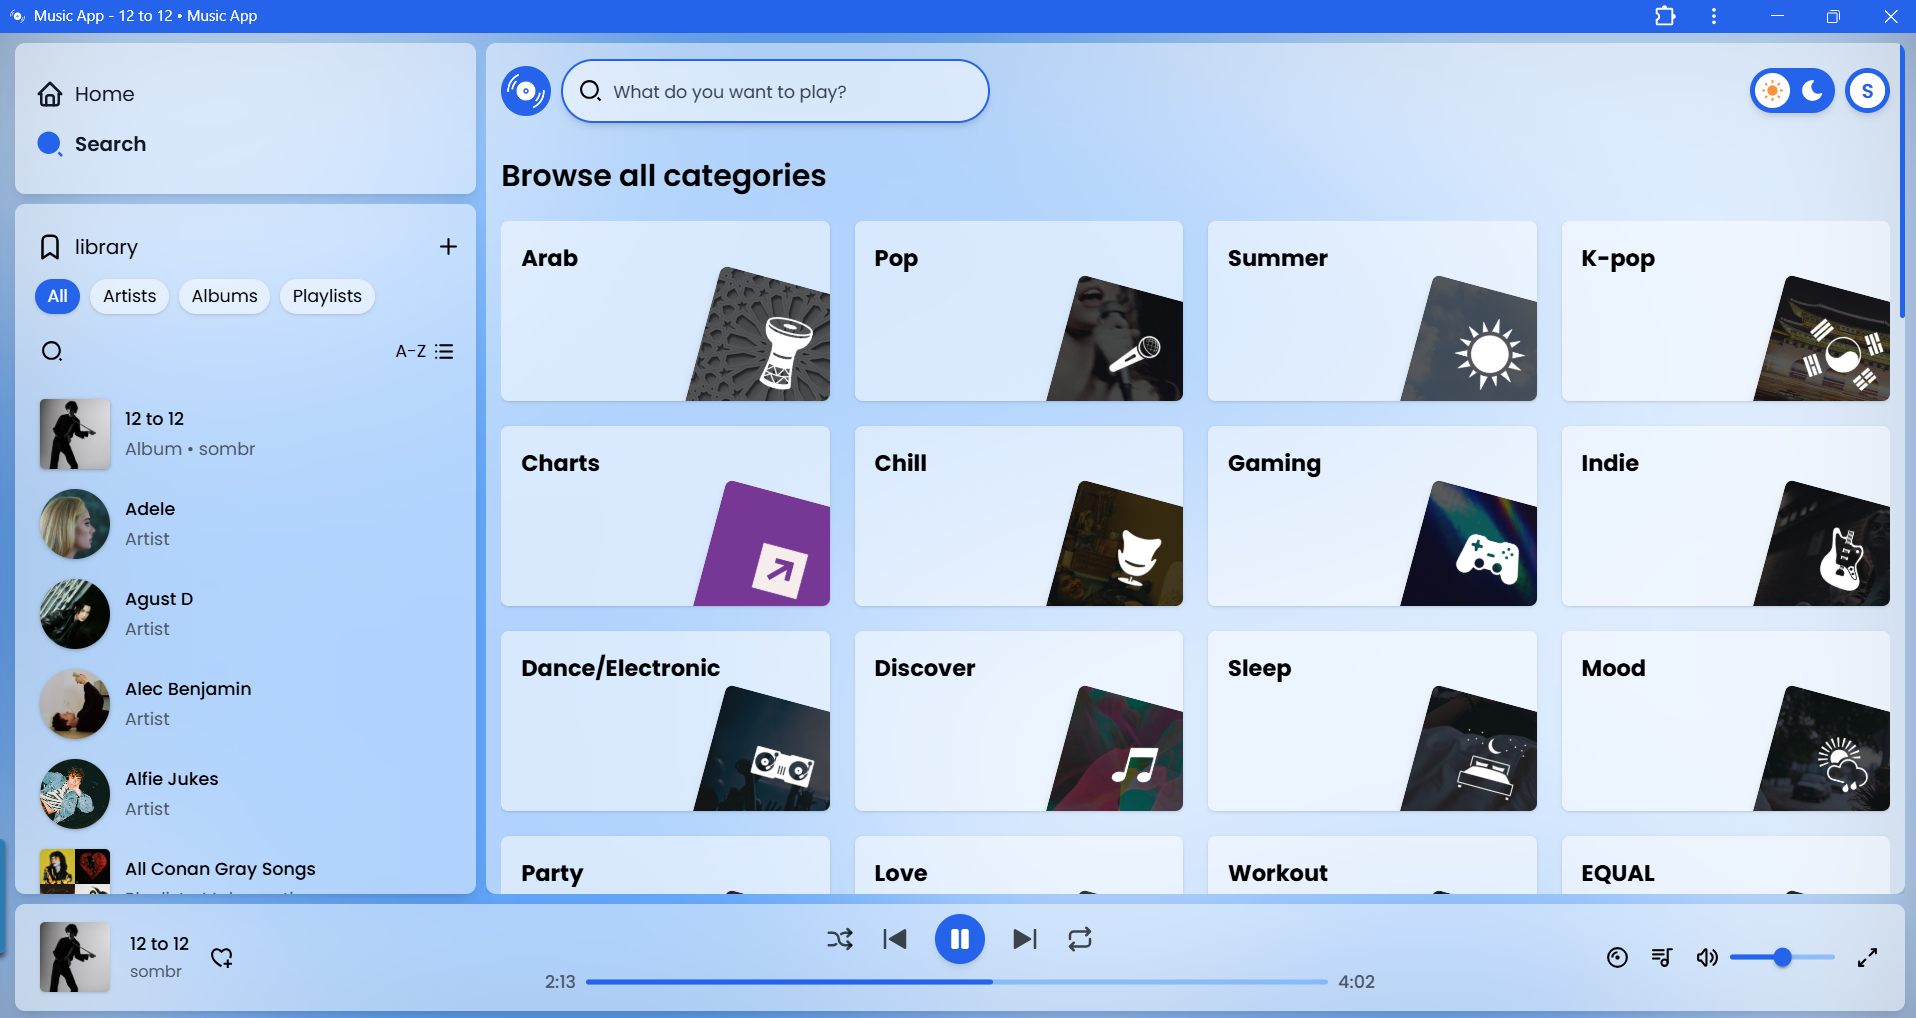 Music App - 12 to 12 • Music App
Home
Search
library
All
Artists
Albums
Playlists
A-Z
12 to 12
Album • sombr
Adele
Artist
Agust D
Artist
Alec Benjamin
Artist
Alfie Jukes
Artist
All Conan Gray Songs
What do you want to play?
S
Browse all categories
Arab
Pop
Summer
K-pop
Charts
Chill
Gaming
Indie
Dance/Electronic
Discover
Sleep
Mood
Party
Love
Workout
EQUAL
12 to 12
sombr
2:13
4:02